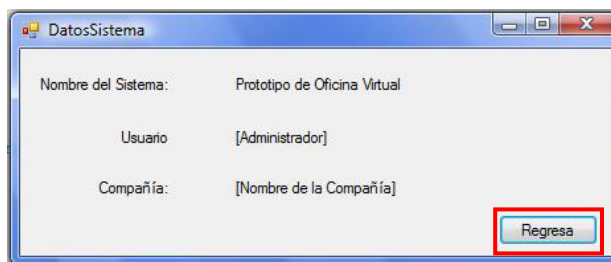 DatosSistema
Nombre del Sistema: Prototipo de Oficina Virtual
Usuario [Administrador]
Compañía: [Nombre de la Compañía]
Regresa